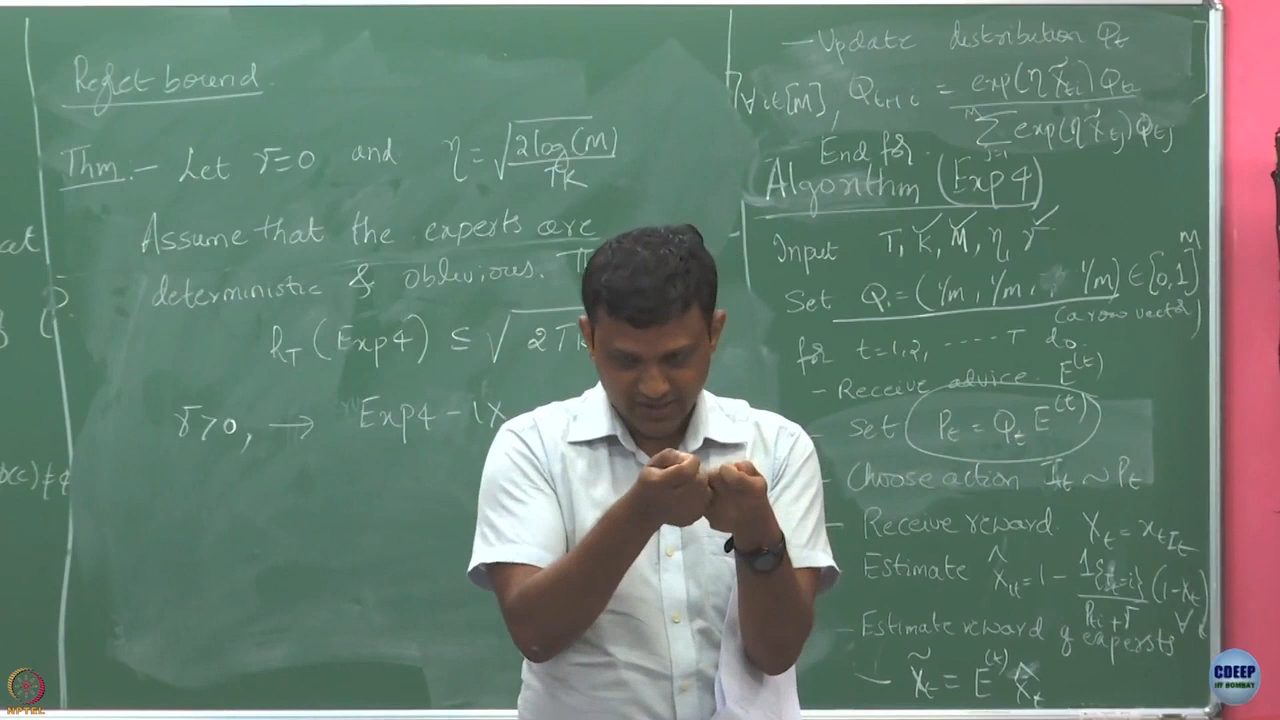 Regret bound
Thm:- Let γ=0 and η = √(2log(M)/TK)
Assume that the experts are
deterministic & oblivious.
R_T (Exp4) ≤ √2T
γ>0, → Exp4 - IX
- Update distribution Q_t
∀ i∈[M], Q_{t+1 i} = exp(η X̃_{ti}) Q_{ti} / Σ_{j=1}^{M} exp(η X̃_{tj}) Q_{tj}
End for.
Algorithm (Exp4)
Input T, K, M, η, γ
Set Q_1 = (1/M, 1/M, , 1/M) ∈ [0,1]^M
(a row vector)
for t=1,2, ----- T do.
- Receive advice E^(t)
- Set P_t = Q_t E^(t)
- Choose action I_t ~ P_t
- Receive reward. X_t = x_{tI_t}
Estimate X̂_{ti} = 1 - 1{I_t=i} / (P_{ti}+γ) (1-X_t) ∀ i
- Estimate reward of experts
- X̃_t = E^(t) X̂_t
NPTEL
CDEEP
IIT BOMBAY